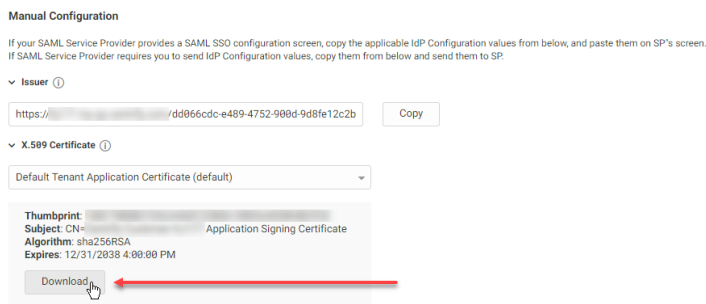 Manual Configuration
If your SAML Service Provider provides a SAML SSO configuration screen, copy the applicable IdP Configuration values from below, and paste them on SP"s screen.
If SAML Service Provider requires you to send IdP Configuration values, copy them from below and send them to SP.
Issuer
https:// /dd066cdc-e489-4752-900d-9d8fe12c2b
Copy
X.509 Certificate
Default Tenant Application Certificate (default)
Thumbprint:
Subject: CN= Application Signing Certificate
Algorithm: sha256RSA
Expires: 12/31/2038 4:00:00 PM
Download